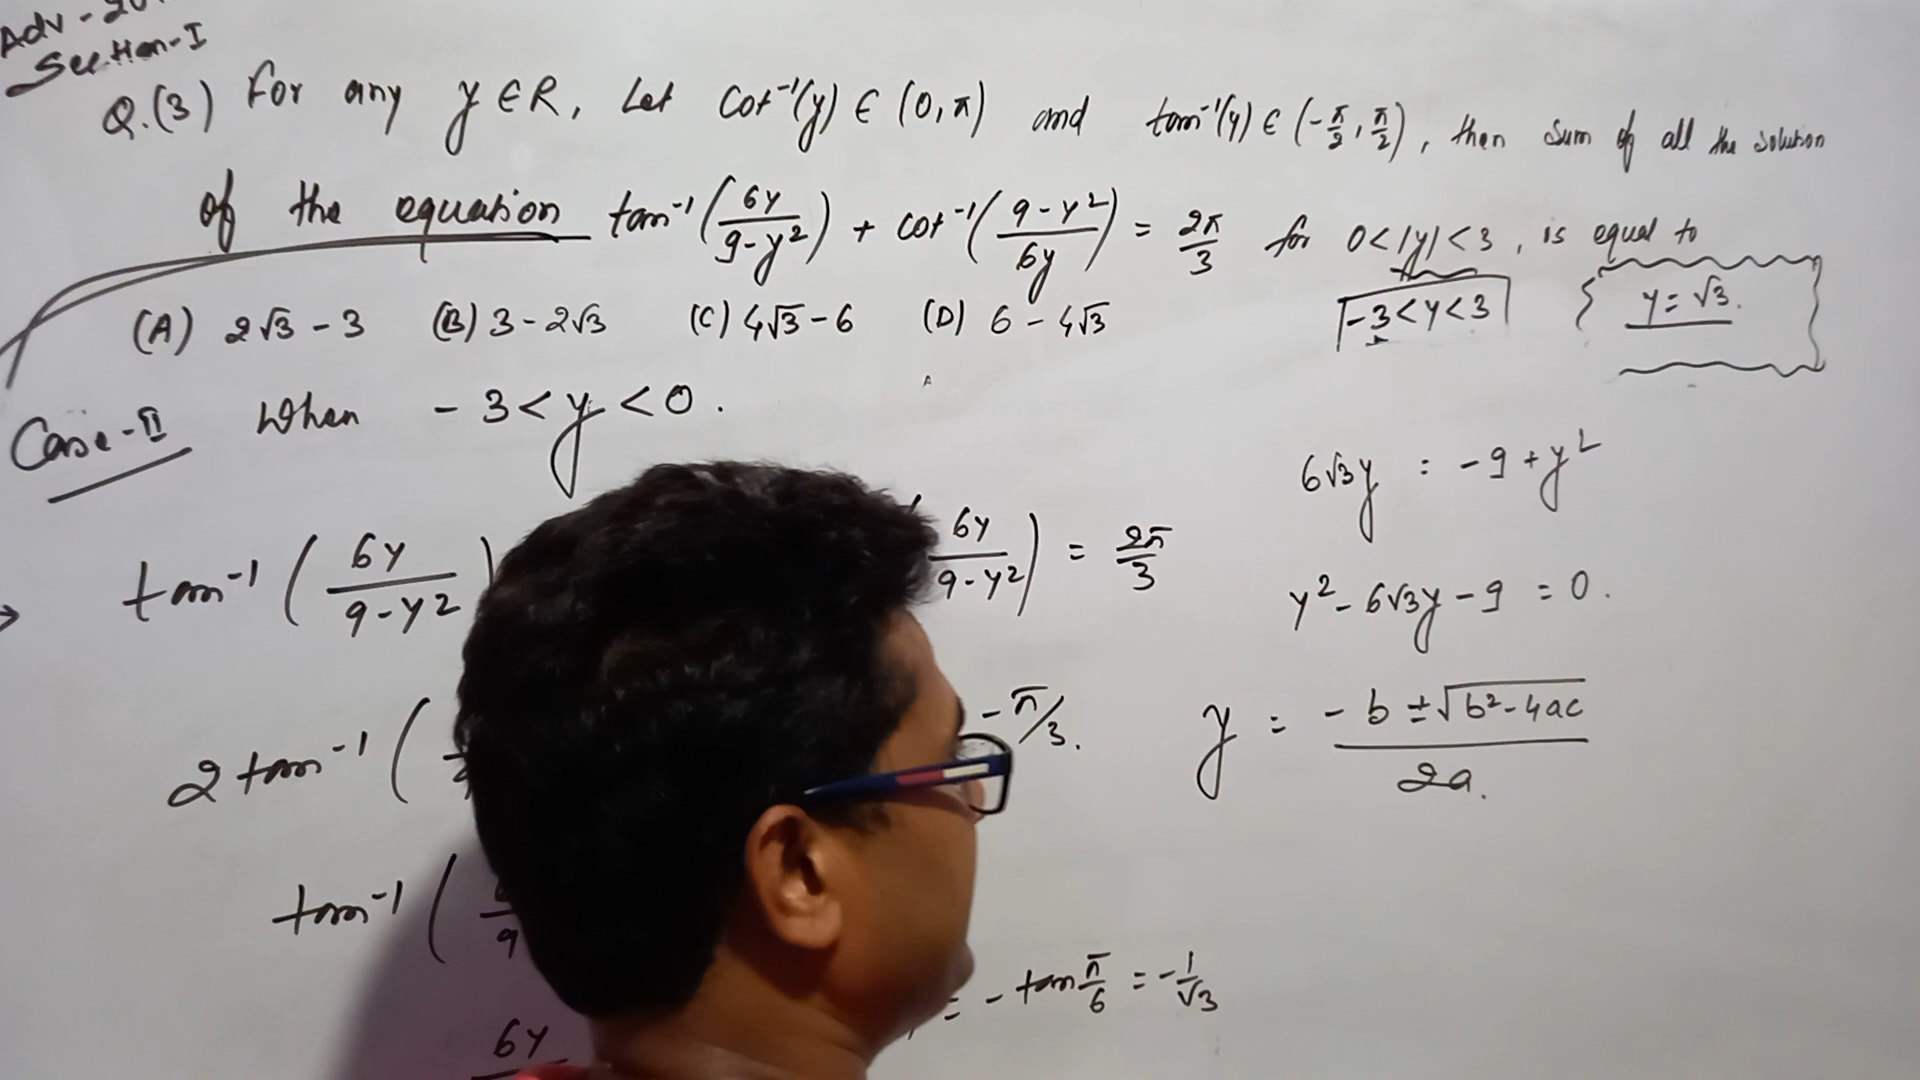 Adv - 20
Section-I
Q.(3) For any y ∈ R, Let cot⁻¹(y) ∈ (0, π) and tan⁻¹(y) ∈ (-π/2, π/2), then sum of all the solution
of the equation tan⁻¹(6y/(9-y²)) + cot⁻¹((9-y²)/6y) = 2π/3 for 0<|y|<3, is equal to
(A) 2√3 - 3 (B) 3 - 2√3 (C) 4√3 - 6 (D) 6 - 4√3
-3<y<3
y = √3.
Case-II When -3<y<0.
tan⁻¹(6y/(9-y²) 6y/(9-y²)) = 2π/3
2 tan⁻¹( -π/3.
tan⁻¹( 9
= -tan π/6 = -1/√3
6y
6√3y = -9 + y²
y² - 6√3y - 9 = 0.
y = (-b ± √(b²-4ac))/2a.